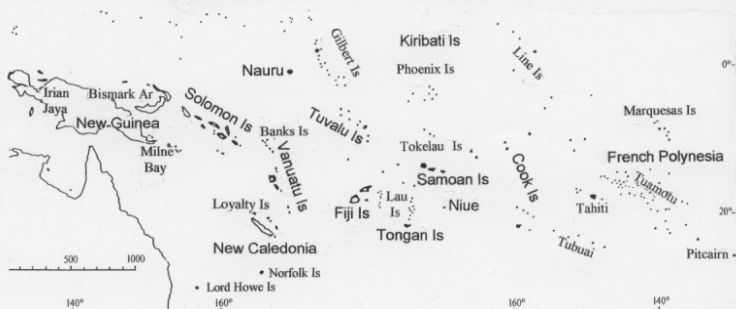 Gilbert Is
Kiribati Is
Line Is
Nauru
Phoenix Is
0°
Irian
Jaya
Bismark Ar
Solomon Is
New Guinea
Tuvalu Is
Marquesas Is
Banks Is
Milne
Bay
Tokelau Is
French Polynesia
Vanuatu Is
Samoan Is
Cook Is
Tuamotu
Loyalty Is
Fiji Is
Lau
Is
Niue
Tahiti
20°
Tongan Is
New Caledonia
Tubuai
Pitcairn
500
1000
Norfolk Is
Lord Howe Is
140°
160°
160°
140°